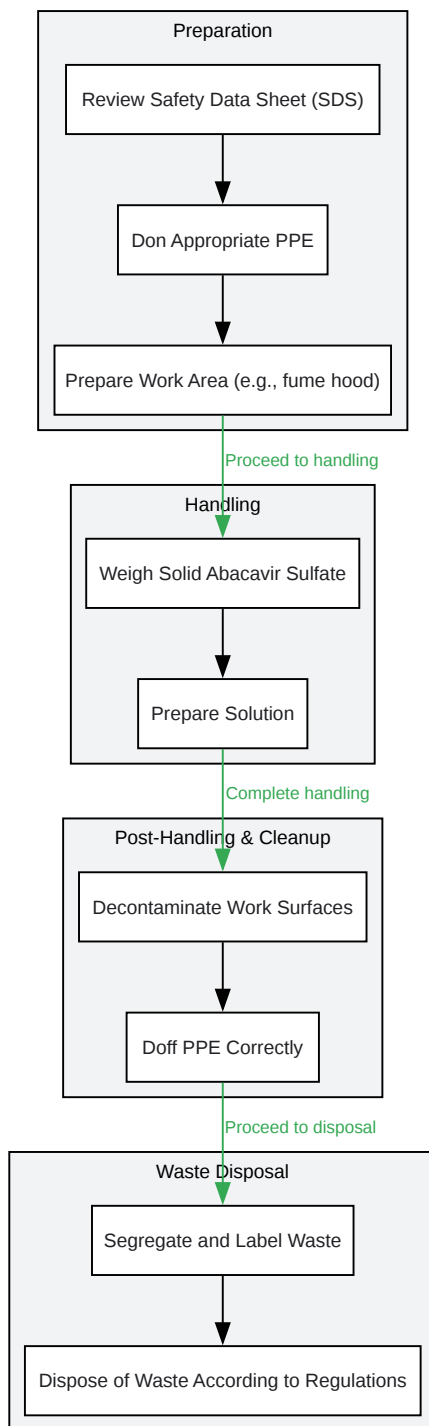 Preparation
Review Safety Data Sheet (SDS)
Don Appropriate PPE
Prepare Work Area (e.g., fume hood)
Proceed to handling
Handling
Weigh Solid Abacavir Sulfate
Prepare Solution
Complete handling
Post-Handling & Cleanup
Decontaminate Work Surfaces
Doff PPE Correctly
Proceed to disposal
Waste Disposal
Segregate and Label Waste
Dispose of Waste According to Regulations